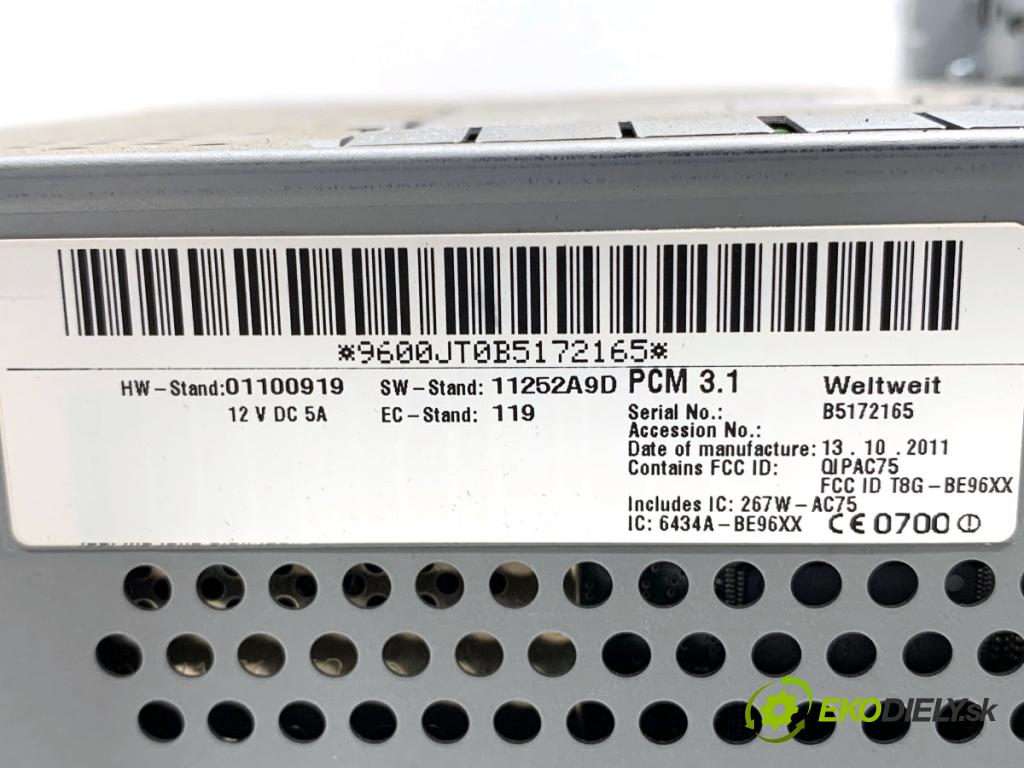 *9600JT0B5172165*
HW-Stand:01100919 SW-Stand: 11252A9D PCM 3.1 Weltweit
12 V DC 5A EC-Stand: 119 Serial No.: B5172165
Accession No.:
Date of manufacture: 13.10.2011
Contains FCC ID: QIPAC75
FCC ID T8G-BE96XX
Includes IC: 267W-AC75
IC: 6434A-BE96XX CE 0700
EKODIELY.sk